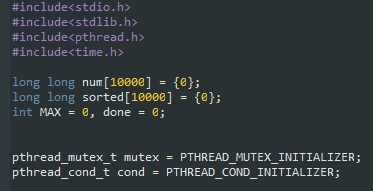 #include<stdio.h>
#include<stdlib.h>
#include<pthread.h>
#include<time.h>
long long num[10000] = {0};
long long sorted[10000] = {0};
int MAX = 0, done = 0;
pthread_mutex_t mutex = PTHREAD_MUTEX_INITIALIZER;
pthread_cond_t cond = PTHREAD_COND_INITIALIZER;